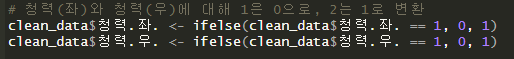 # 청력(좌)와 청력(우)에 대해 1은 0으로, 2는 1로 변환
clean_data$청력.좌. <- ifelse(clean_data$청력.좌. == 1, 0, 1)
clean_data$청력.우. <- ifelse(clean_data$청력.우. == 1, 0, 1)